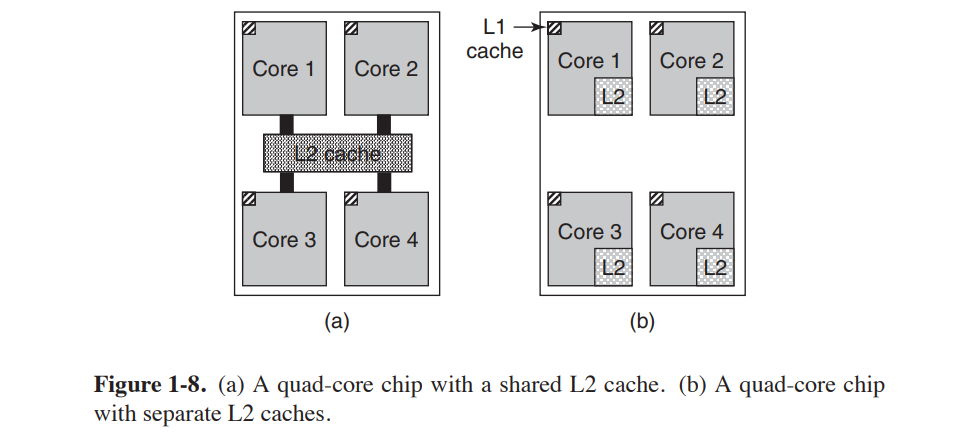 L1
cache
Core 1
Core 2
L2 cache
Core 3
Core 4
Core 1
L2
Core 2
L2
Core 3
L2
Core 4
L2
(a)
(b)
Figure 1-8. (a) A quad-core chip with a shared L2 cache. (b) A quad-core chip
with separate L2 caches.